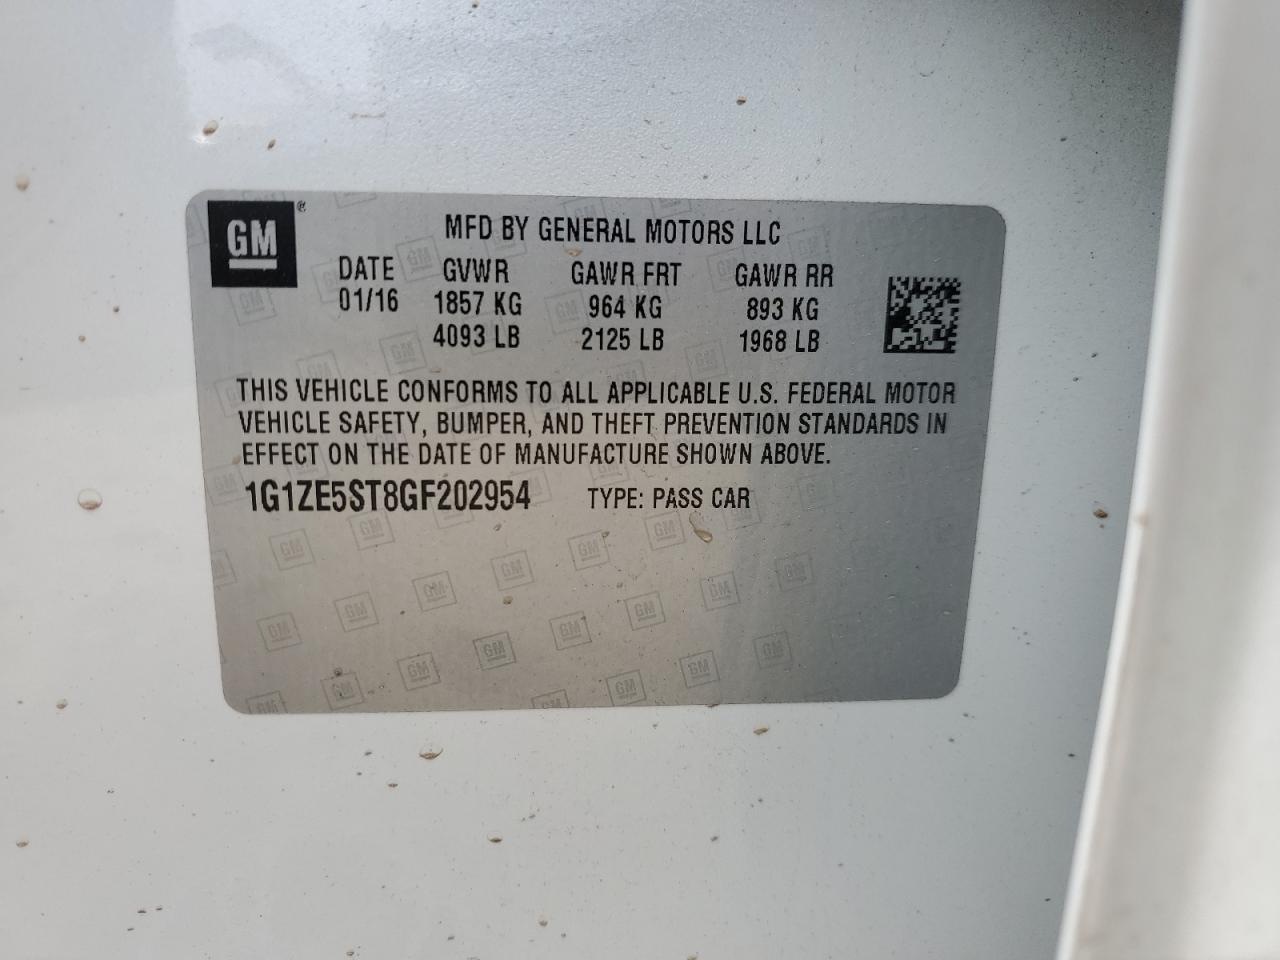 GM®
MFD BY GENERAL MOTORS LLC
DATE GVWR GAWR FRT GAWR RR
01/16 1857 KG 964 KG 893 KG
4093 LB 2125 LB 1968 LB
THIS VEHICLE CONFORMS TO ALL APPLICABLE U.S. FEDERAL MOTOR
VEHICLE SAFETY, BUMPER, AND THEFT PREVENTION STANDARDS IN
EFFECT ON THE DATE OF MANUFACTURE SHOWN ABOVE.
1G1ZE5ST8GF202954 TYPE: PASS CAR